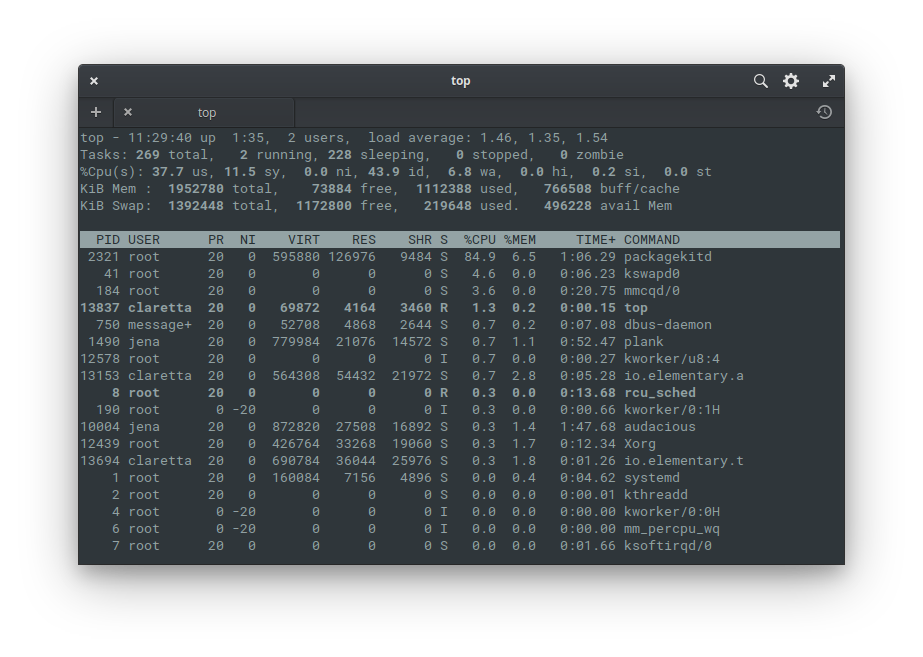 top
top
top - 11:29:40 up  1:35,  2 users,  load average: 1.46, 1.35, 1.54
Tasks: 269 total,   2 running, 228 sleeping,   0 stopped,   0 zombie
%Cpu(s): 37.7 us, 11.5 sy,  0.0 ni, 43.9 id,  6.8 wa,  0.0 hi,  0.2 si,  0.0 st
KiB Mem :  1952780 total,    73884 free,  1112388 used,   766508 buff/cache
KiB Swap:  1392448 total,  1172800 free,   219648 used.   496228 avail Mem
  PID USER      PR  NI    VIRT    RES    SHR S  %CPU %MEM     TIME+ COMMAND
 2321 root      20   0  595880 126976   9484 S  84.9  6.5   1:06.29 packagekitd
   41 root      20   0       0      0      0 S   4.6  0.0   0:06.23 kswapd0
  184 root      20   0       0      0      0 S   3.6  0.0   0:20.75 mmcqd/0
13837 claretta  20   0   69872   4164   3460 R   1.3  0.2   0:00.15 top
  750 message+  20   0   52708   4868   2644 S   0.7  0.2   0:07.08 dbus-daemon
 1490 jena      20   0  779984  21076  14572 S   0.7  1.1   0:52.47 plank
12578 root      20   0       0      0      0 I   0.7  0.0   0:00.27 kworker/u8:4
13153 claretta  20   0  564308  54432  21972 S   0.7  2.8   0:05.28 io.elementary.a
    8 root      20   0       0      0      0 R   0.3  0.0   0:13.68 rcu_sched
  190 root       0 -20       0      0      0 I   0.3  0.0   0:00.66 kworker/0:1H
10004 jena      20   0  872820  27508  16892 S   0.3  1.4   1:47.68 audacious
12439 root      20   0  426764  33268  19060 S   0.3  1.7   0:12.34 Xorg
13694 claretta  20   0  690784  36044  25976 S   0.3  1.8   0:01.26 io.elementary.t
    1 root      20   0  160084   7156   4896 S   0.0  0.4   0:04.62 systemd
    2 root      20   0       0      0      0 S   0.0  0.0   0:00.01 kthreadd
    4 root       0 -20       0      0      0 I   0.0  0.0   0:00.00 kworker/0:0H
    6 root       0 -20       0      0      0 I   0.0  0.0   0:00.00 mm_percpu_wq
    7 root      20   0       0      0      0 S   0.0  0.0   0:01.66 ksoftirqd/0